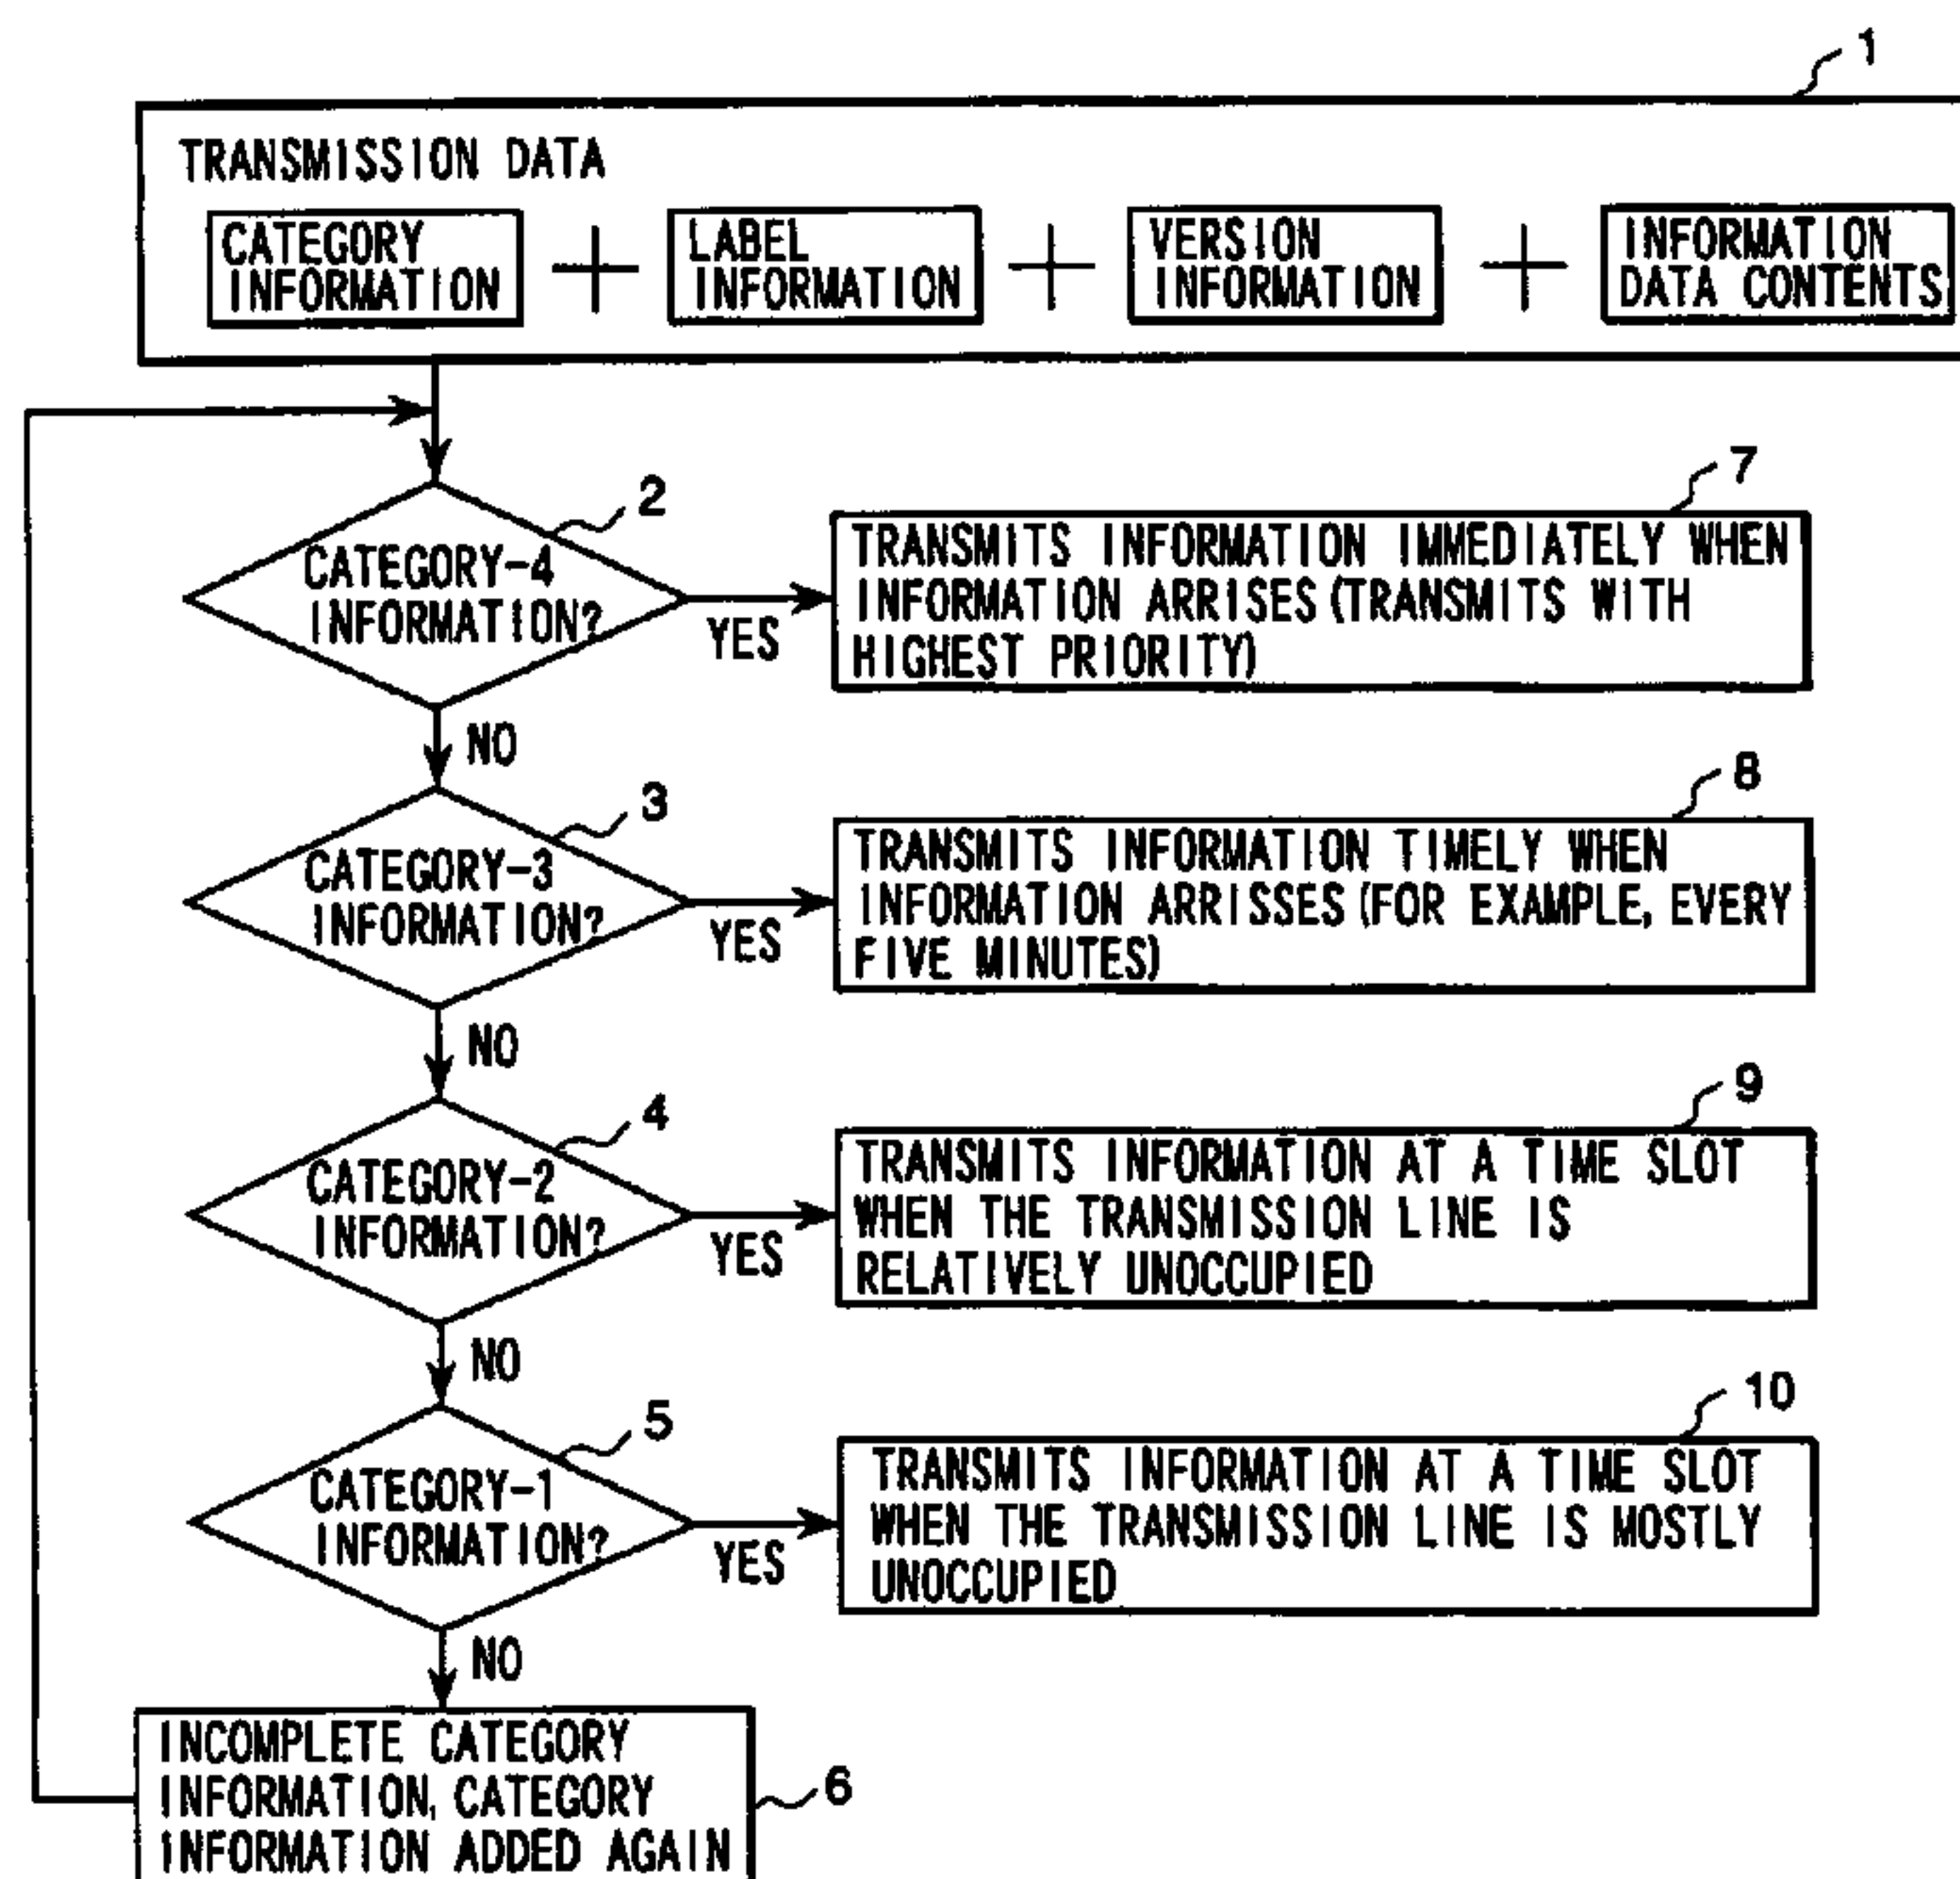 1
TRANSMISSION DATA
CATEGORY
INFORMATION
+
LABEL
INFORMATION
+
VERSION
INFORMATION
+
INFORMATION
DATA CONTENTS
2
CATEGORY-4
INFORMATION?
YES
NO
7
TRANSMITS INFORMATION IMMEDIATELY WHEN
INFORMATION ARRISES(TRANSMITS WITH
HIGHEST PRIORITY)
3
CATEGORY-3
INFORMATION?
YES
NO
8
TRANSMITS INFORMATION TIMELY WHEN
INFORMATION ARRISSES(FOR EXAMPLE, EVERY
FIVE MINUTES)
4
CATEGORY-2
INFORMATION?
YES
NO
9
TRANSMITS INFORMATION AT A TIME SLOT
WHEN THE TRANSMISSION LINE IS
RELATIVELY UNOCCUPIED
5
CATEGORY-1
INFORMATION?
YES
NO
10
TRANSMITS INFORMATION AT A TIME SLOT
WHEN THE TRANSMISSION LINE IS MOSTLY
UNOCCUPIED
INCOMPLETE CATEGORY
INFORMATION, CATEGORY
INFORMATION ADDED AGAIN
6